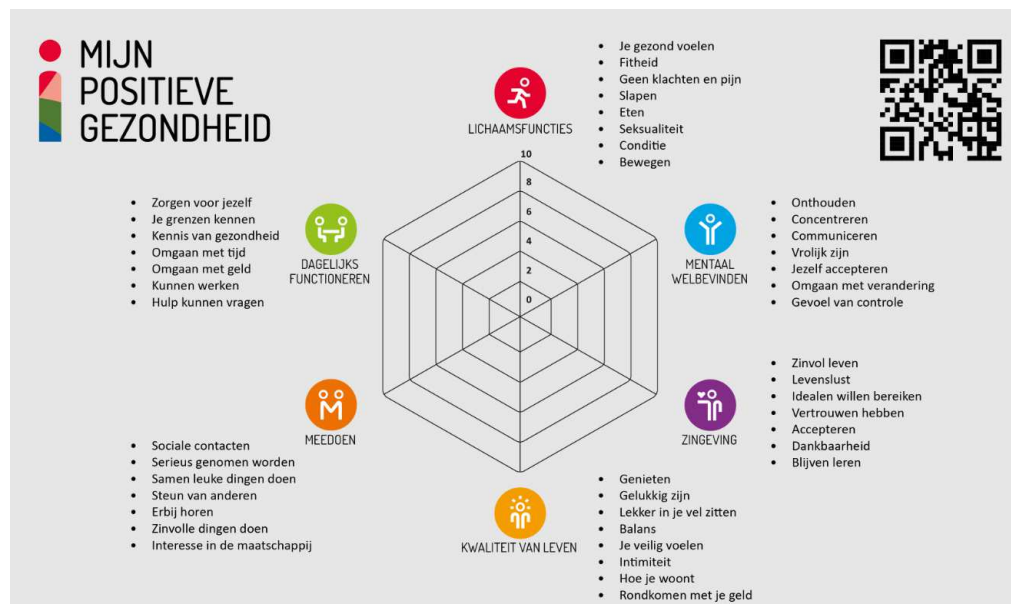 MIJN
POSITIEVE
GEZONDHEID
LICHAAMSFUNCTIES
• Je gezond voelen
• Fitheid
• Geen klachten en pijn
• Slapen
• Eten
• Seksualiteit
• Conditie
• Bewegen
10
8
6
4
2
0
• Zorgen voor jezelf
• Je grenzen kennen
• Kennis van gezondheid
• Omgaan met tijd
• Omgaan met geld
• Kunnen werken
• Hulp kunnen vragen
DAGELIJKS
FUNCTIONEREN
MENTAAL
WELBEVINDEN
• Onthouden
• Concentreren
• Communiceren
• Vrolijk zijn
• Jezelf accepteren
• Omgaan met verandering
• Gevoel van controle
MEEDOEN
• Sociale contacten
• Serieus genomen worden
• Samen leuke dingen doen
• Steun van anderen
• Erbij horen
• Zinvolle dingen doen
• Interesse in de maatschappij
ZINGEVING
• Zinvol leven
• Levenslust
• Idealen willen bereiken
• Vertrouwen hebben
• Accepteren
• Dankbaarheid
• Blijven leren
KWALITEIT VAN LEVEN
• Genieten
• Gelukkig zijn
• Lekker in je vel zitten
• Balans
• Je veilig voelen
• Intimiteit
• Hoe je woont
• Rondkomen met je geld